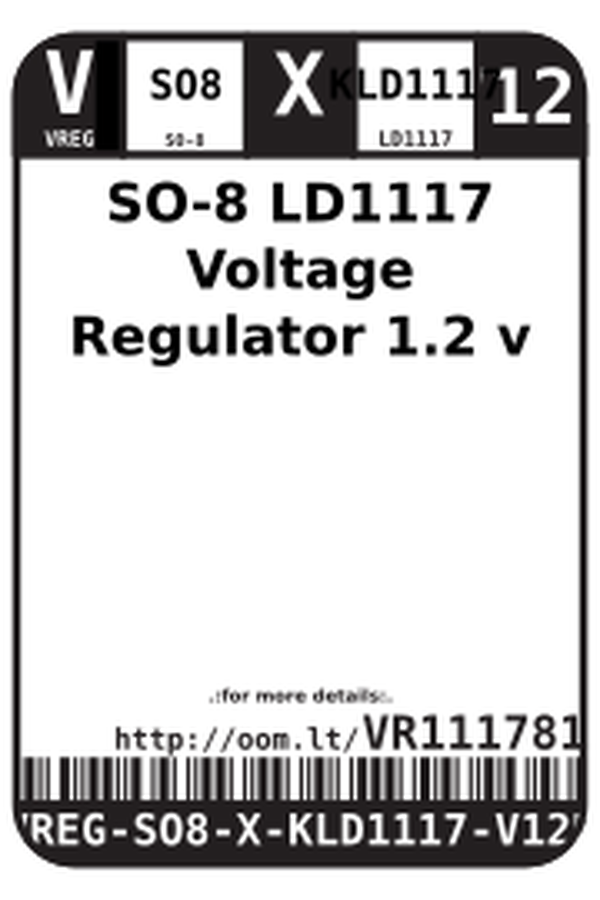 V SO8 X KLD1117 12
VREG SO-8 LD1117
SO-8 LD1117
Voltage
Regulator 1.2 v
.:for more details:.
http://oom.lt/VR111781
VREG-SO8-X-KLD1117-V12